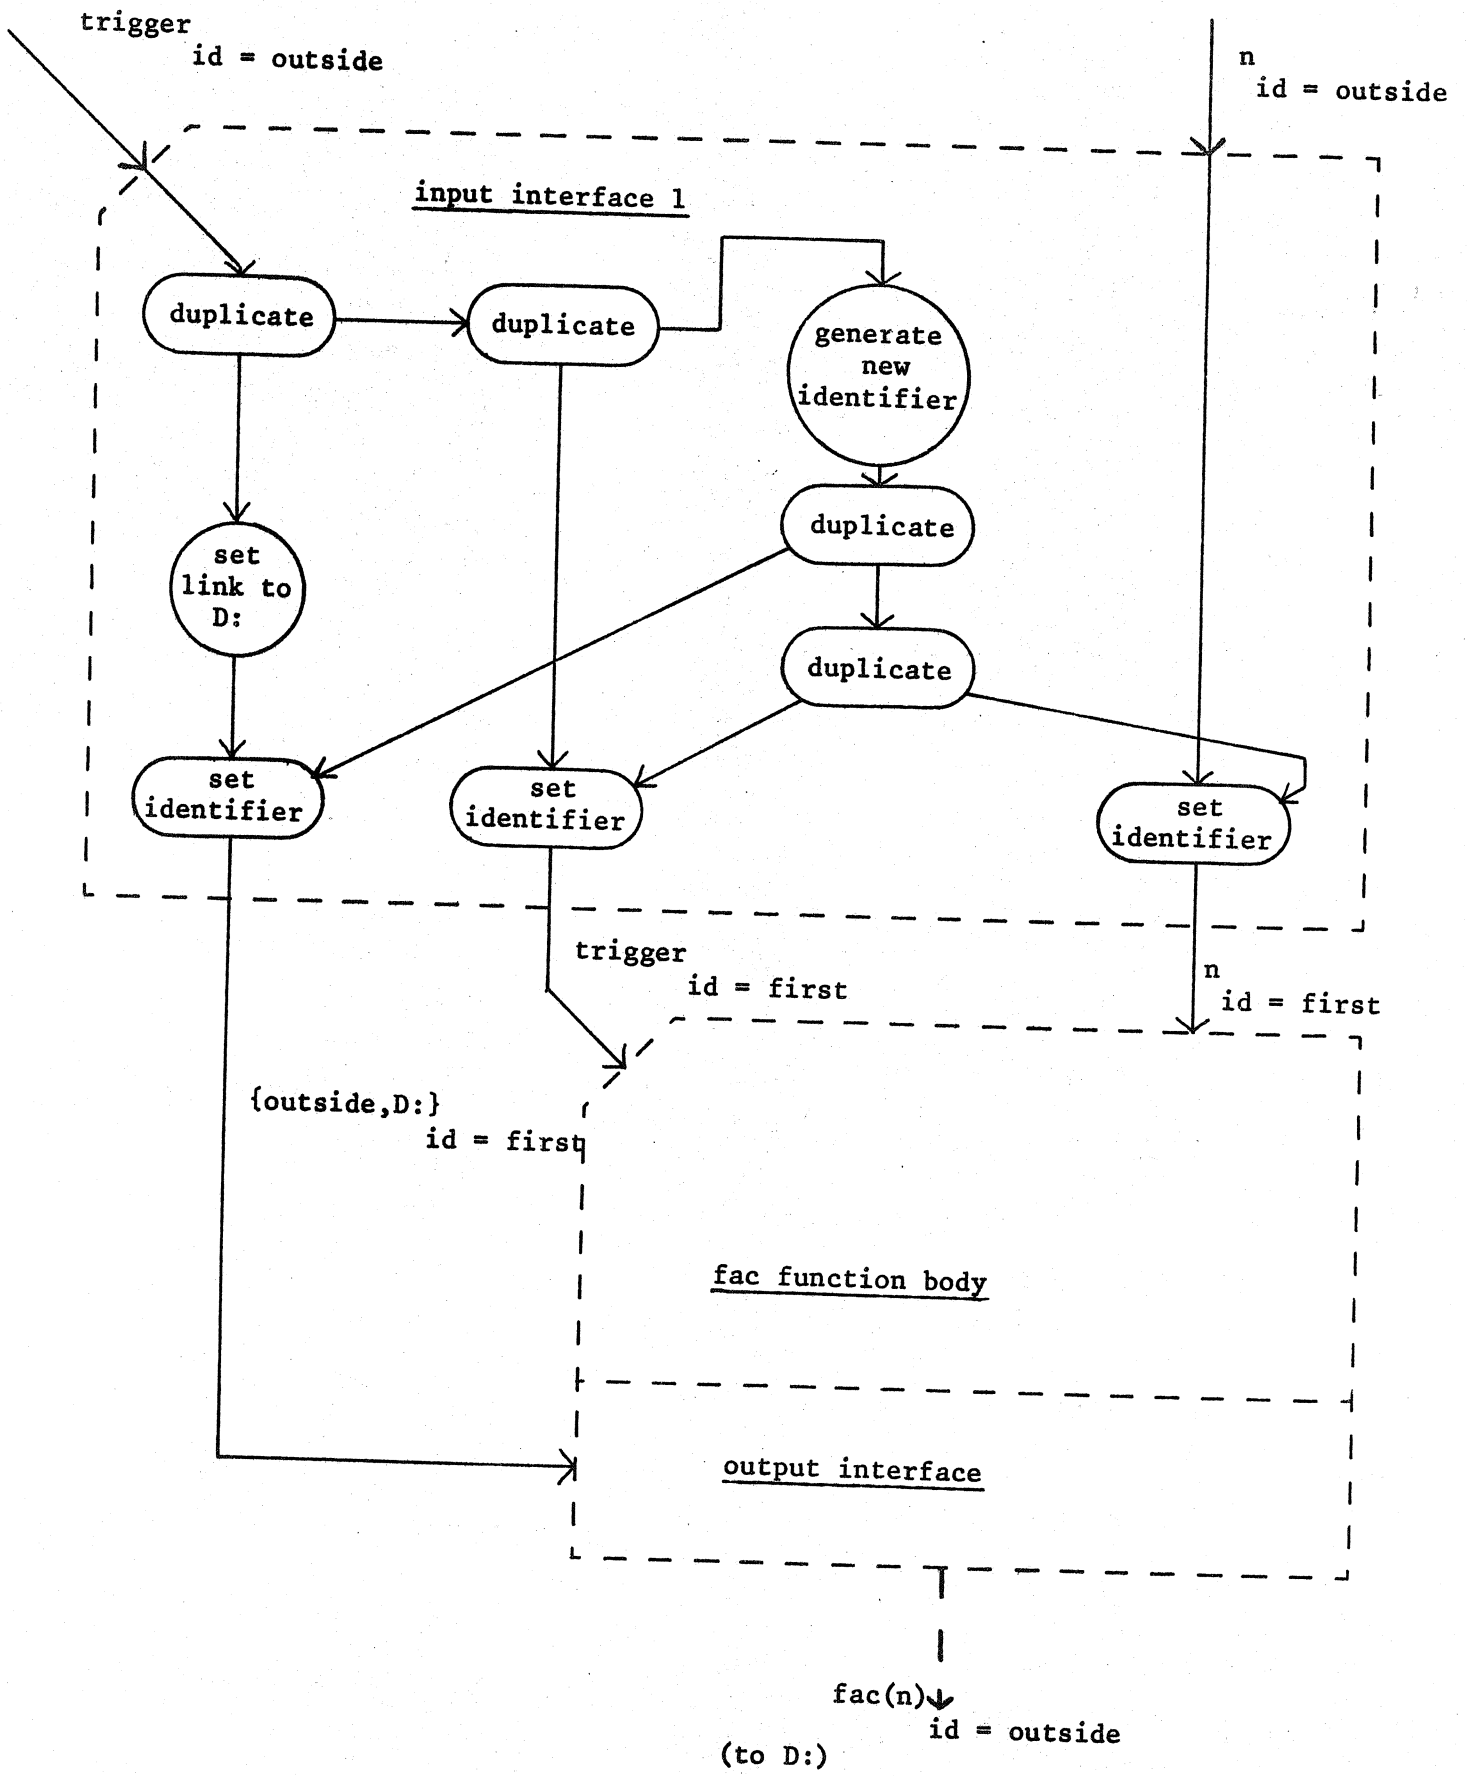 trigger
id = outside
n
id = outside
input interface 1
duplicate
duplicate
generate
new
identifier
duplicate
set
link to
D:
duplicate
set
identifier
set
identifier
set
identifier
trigger
id = first
n
id = first
{outside,D:}
id = first
fac function body
output interface
fac(n)
id = outside
(to D:)